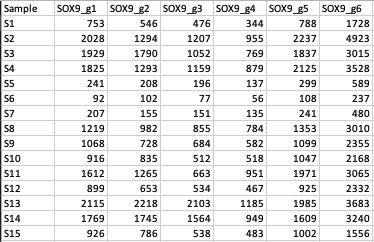 Sample SOX9_g1 SOX9_g2 SOX9_g3 SOX9_g4 SOX9_g5 SOX9_g6
S1 753 546 476 344 788 1728
S2 2028 1294 1207 955 2237 4923
S3 1929 1790 1052 769 1837 3015
S4 1825 1293 1159 879 2125 3528
S5 241 208 196 137 299 589
S6 92 102 77 56 108 237
S7 207 155 151 135 241 480
S8 1219 982 855 784 1353 3010
S9 1068 728 684 582 1099 2355
S10 916 835 512 518 1047 2168
S11 1612 1265 663 951 1971 3065
S12 899 653 534 467 925 2332
S13 2115 2218 2103 1185 1985 3683
S14 1769 1745 1564 949 1609 3240
S15 926 786 538 483 1002 1556